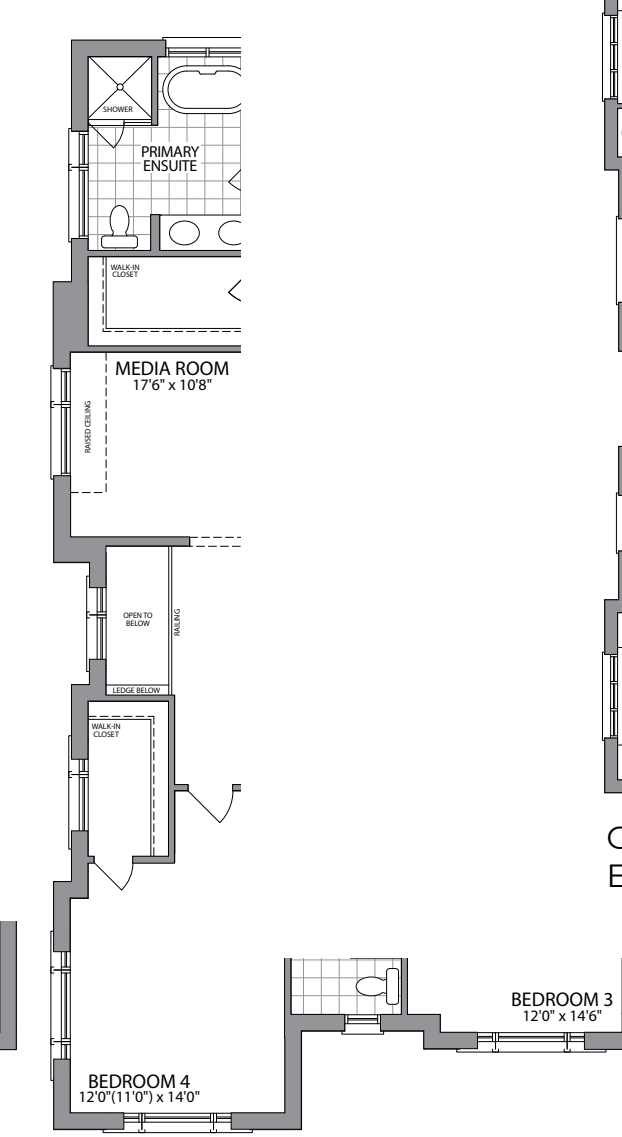 SHOWER
PRIMARY
ENSUITE
WALK-IN
CLOSET
MEDIA ROOM
17'6" x 10'8"
RAISED CEILING
OPEN TO
BELOW
RAILING
LEDGE BELOW
WALK-IN
CLOSET
BEDROOM 3
12'0" x 14'6"
BEDROOM 4
12'0"(11'0") x 14'0"